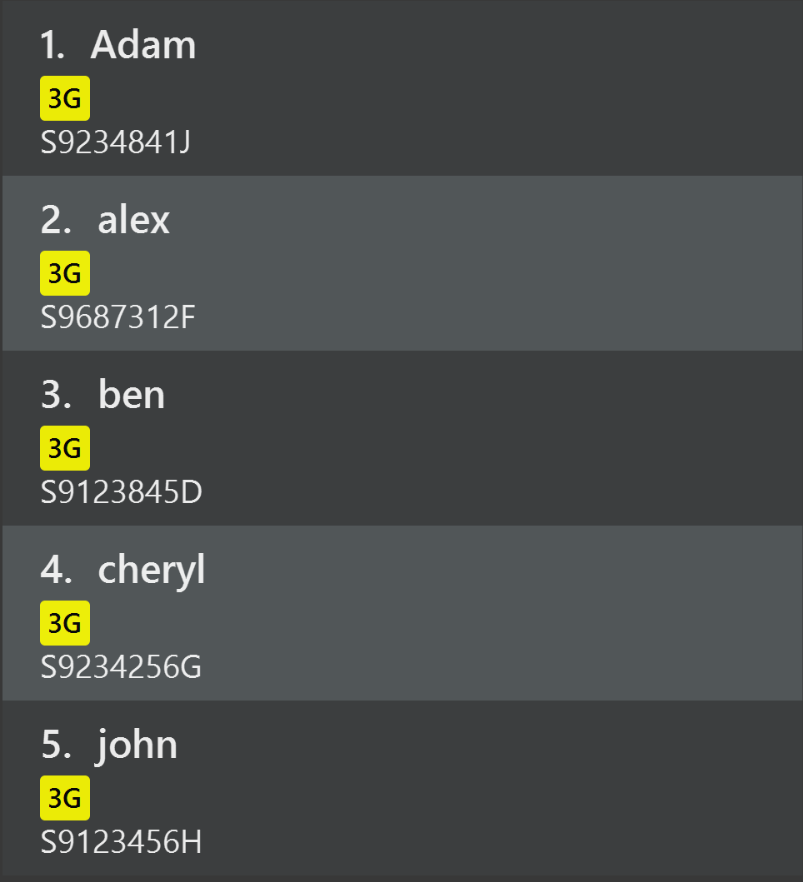 1. Adam
3G
S9234841J
2. alex
3G
S9687312F
3. ben
3G
S9123845D
4. cheryl
3G
S9234256G
5. john
3G
S9123456H